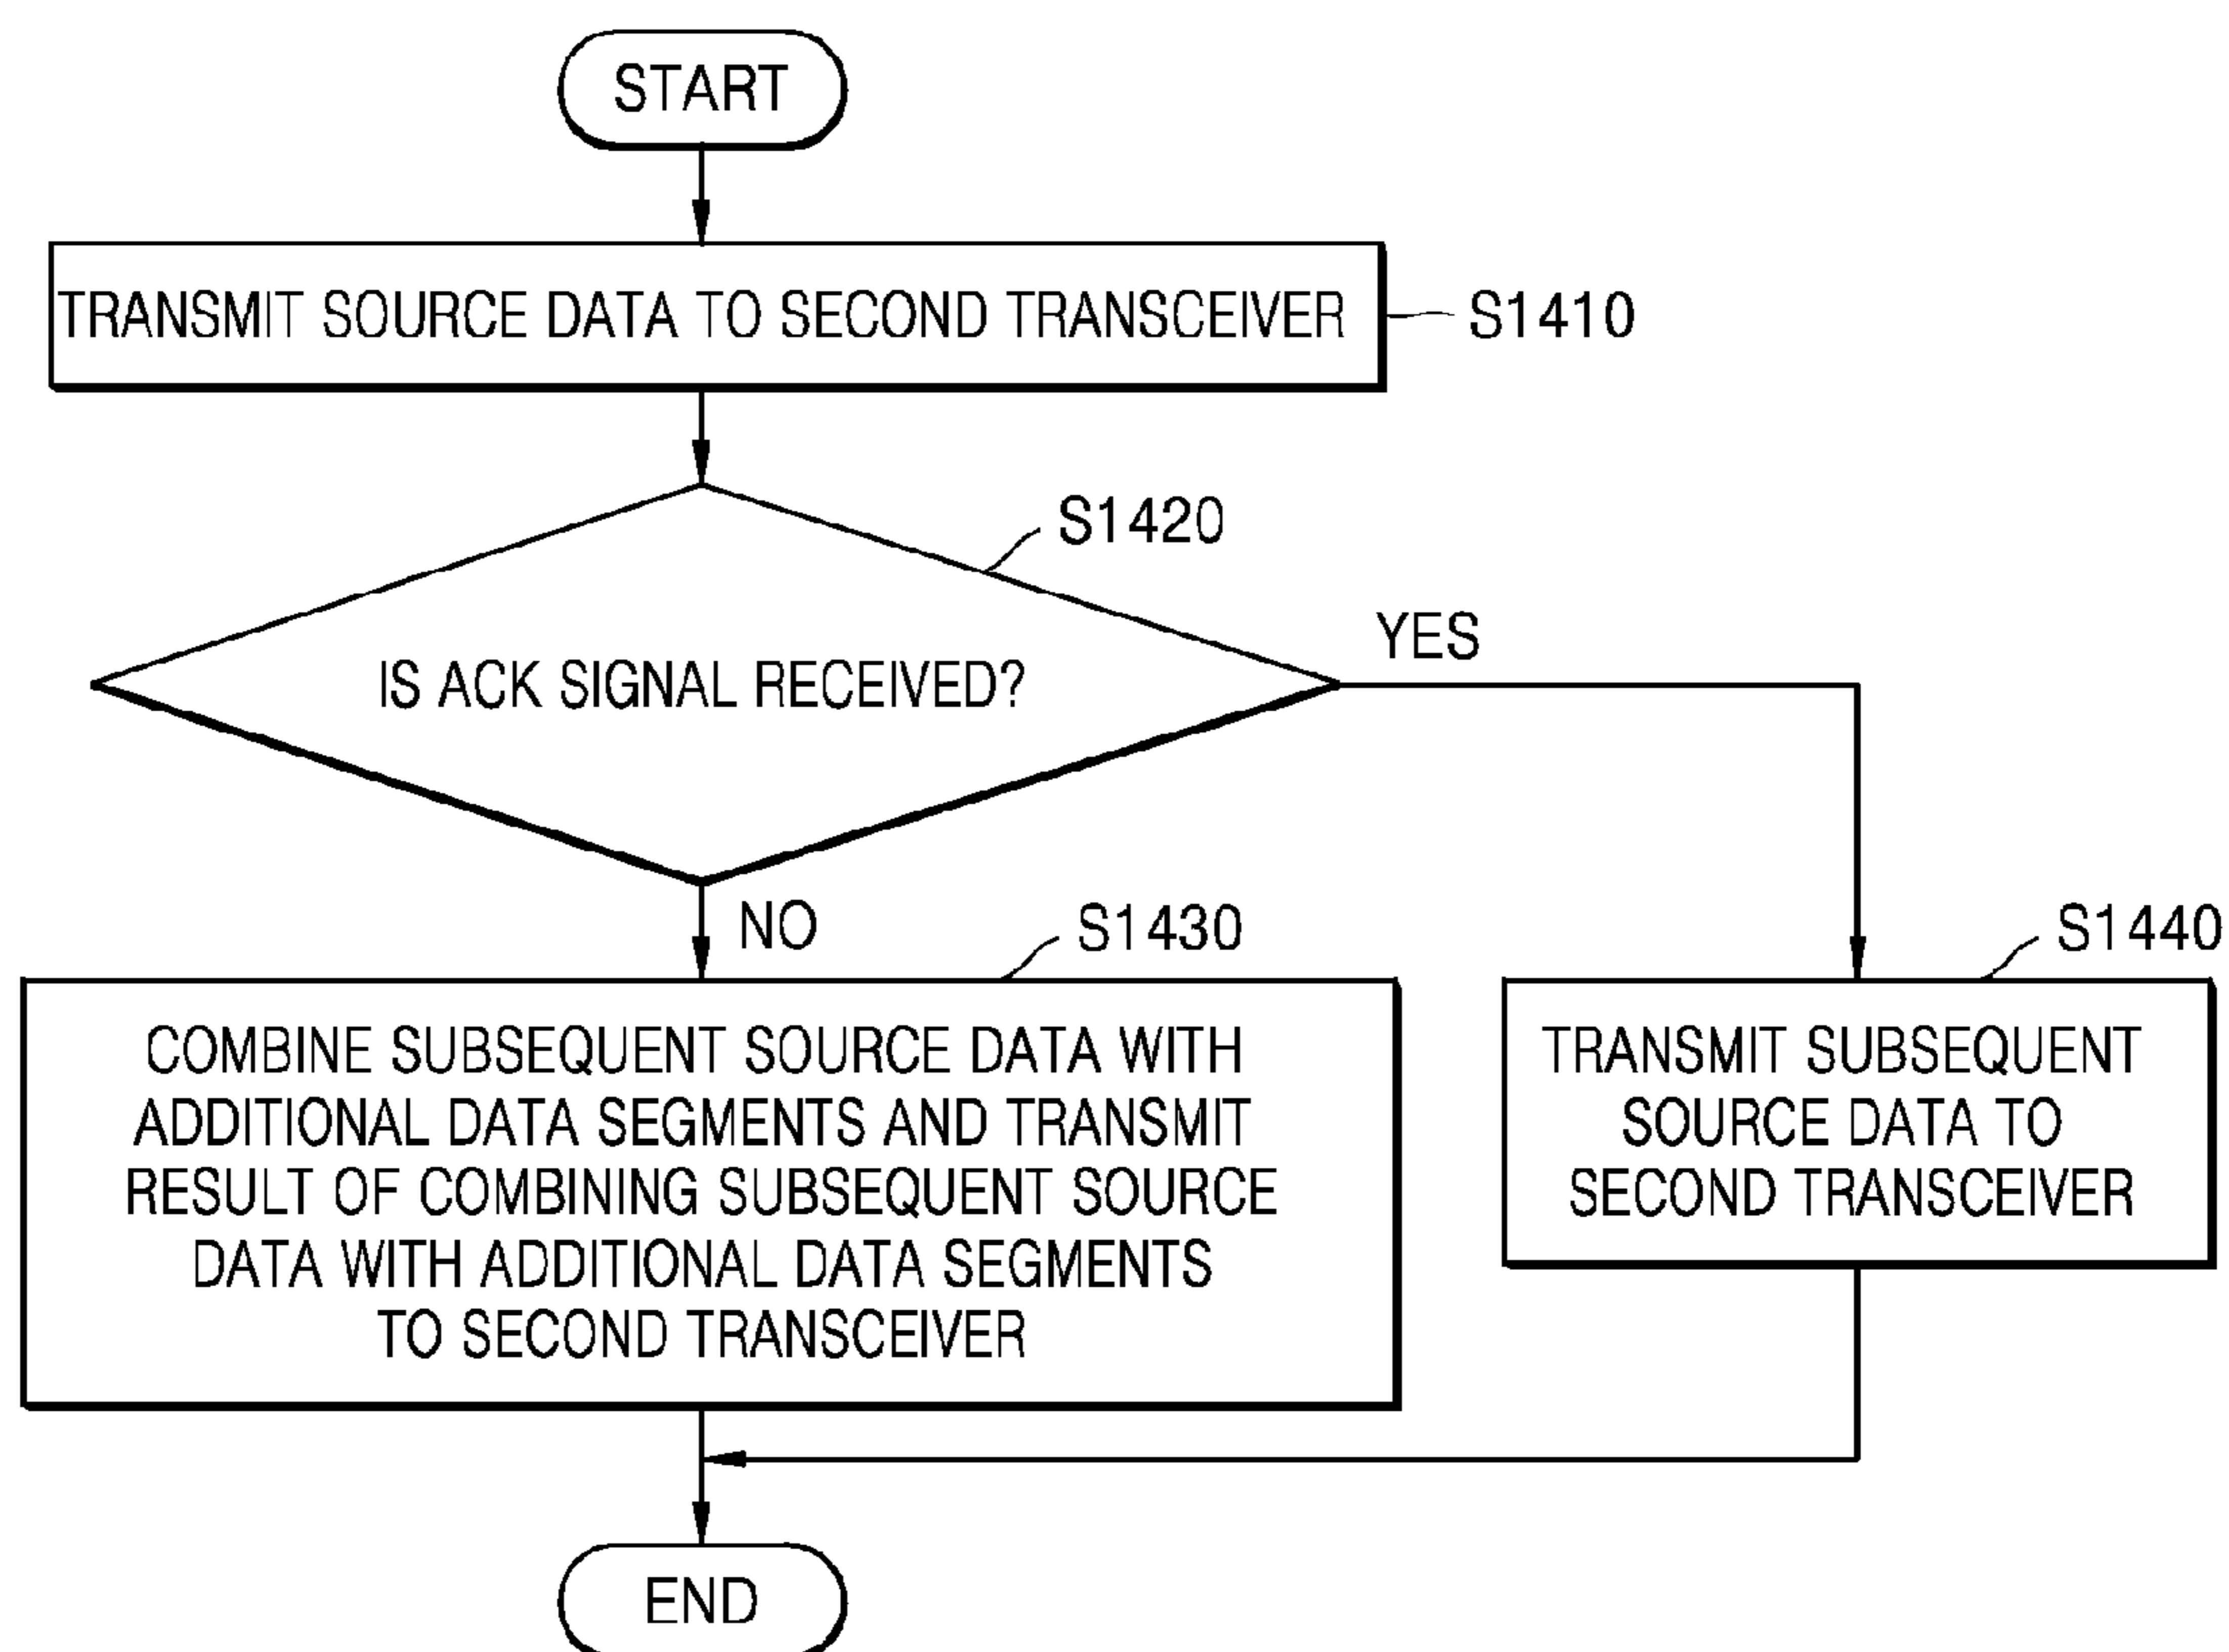 START
TRANSMIT SOURCE DATA TO SECOND TRANSCEIVER
S1410
S1420
IS ACK SIGNAL RECEIVED?
YES
NO
S1430
COMBINE SUBSEQUENT SOURCE DATA WITH
ADDITIONAL DATA SEGMENTS AND TRANSMIT
RESULT OF COMBINING SUBSEQUENT SOURCE
DATA WITH ADDITIONAL DATA SEGMENTS
TO SECOND TRANSCEIVER
S1440
TRANSMIT SUBSEQUENT
SOURCE DATA TO
SECOND TRANSCEIVER
END